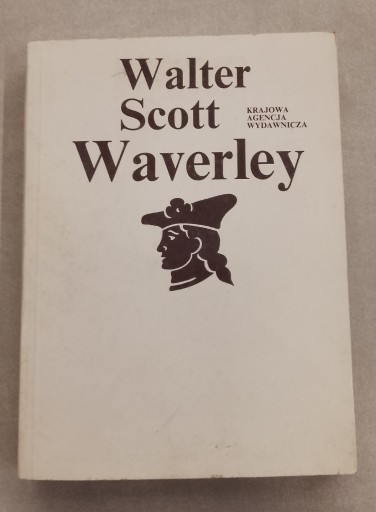 Walter
Scott
KRAJOWA
AGENCJA
WYDAWNICZA
Waverley